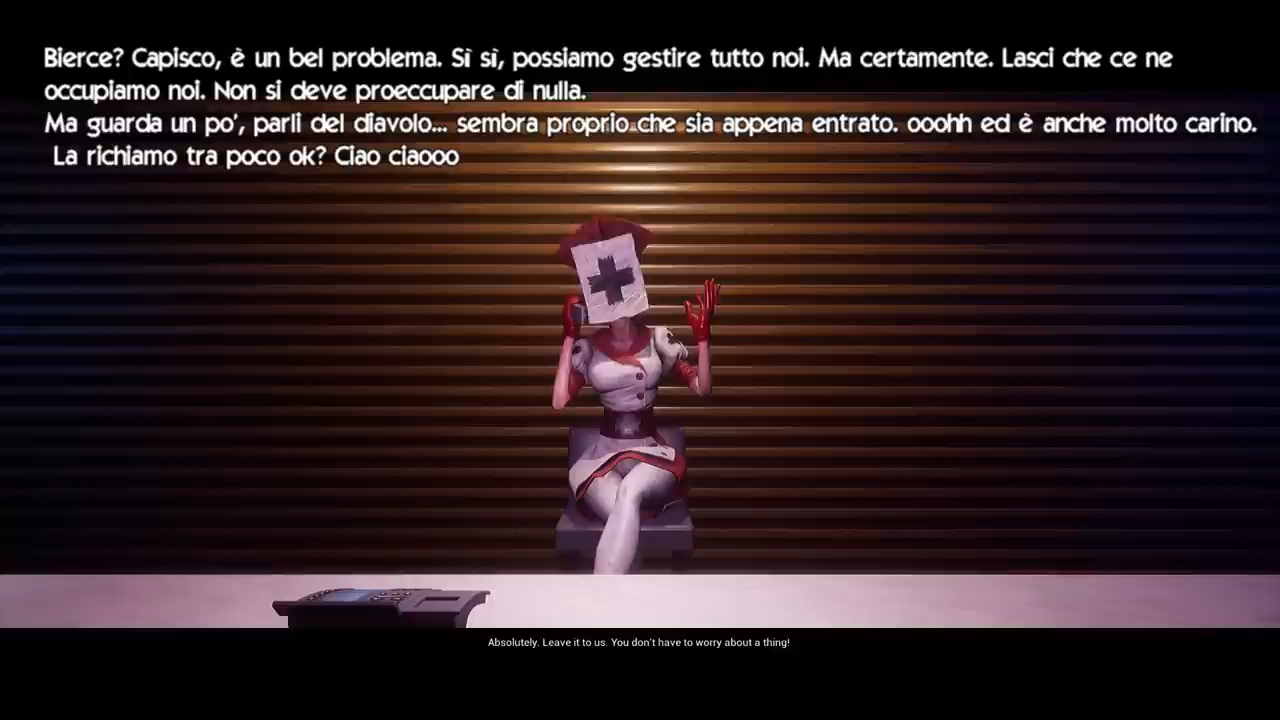 Bierce? Capisco, è un bel problema. Sì sì, possiamo gestire tutto noi. Ma certamente. Lasci che ce ne
occupiamo noi. Non si deve proeccupare di nulla.
Ma guarda un po', parli del diavolo... sembra proprio che sia appena entrato. ooohh ed è anche molto carino.
La richiamo tra poco ok? Ciao ciaooo
Absolutely. Leave it to us. You don't have to worry about a thing!